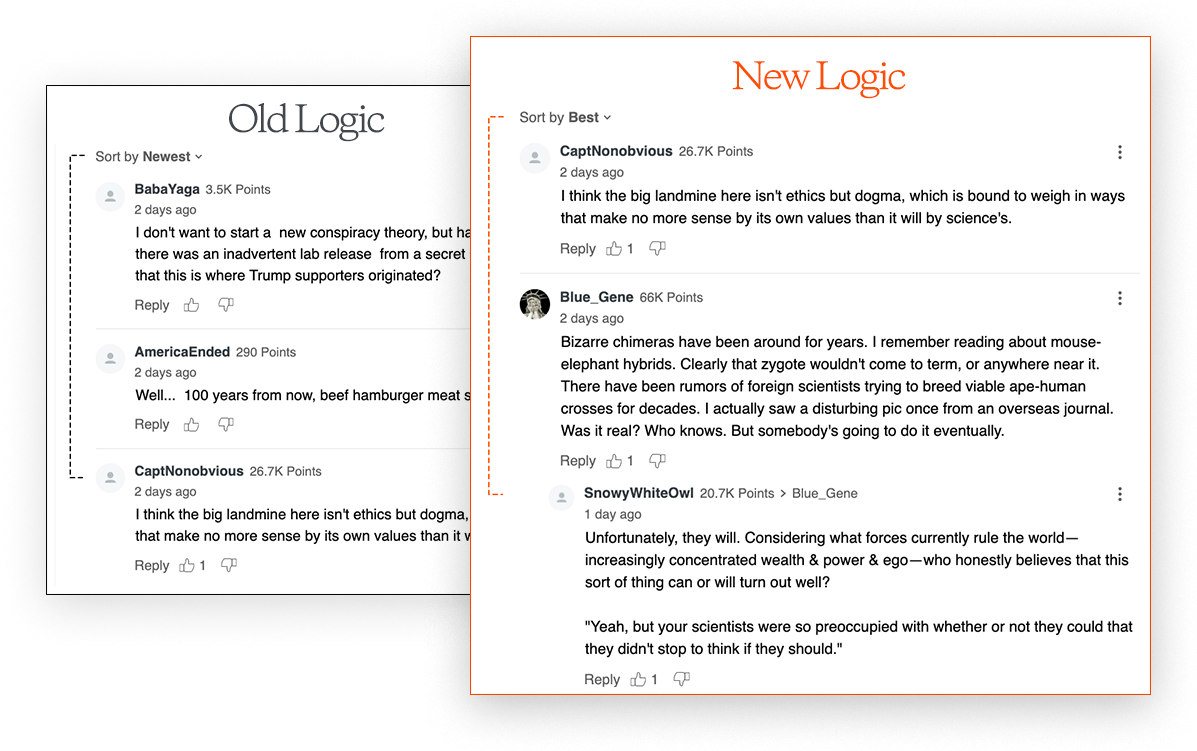 Old Logic
Sort by Newest
BabaYaga 3.5K Points
2 days ago
I don't want to start a new conspiracy theory, but
there was an inadvertent lab release from a secret
that this is where Trump supporters originated?
Reply
AmericaEnded 290 Points
2 days ago
Well... 100 years from now, beef hamburger meat
Reply
CaptNonobvious 26.7K Points
2 days ago
I think the big landmine here isn't ethics but dogma,
that make no more sense by its own values than it
Reply 1
New Logic
Sort by Best
CaptNonobvious 26.7K Points
2 days ago
I think the big landmine here isn't ethics but dogma, which is bound to weigh in ways
that make no more sense by its own values than it will by science's.
Reply 1
Blue_Gene 66K Points
2 days ago
Bizarre chimeras have been around for years. I remember reading about mouse-
elephant hybrids. Clearly that zygote wouldn't come to term, or anywhere near it.
There have been rumors of foreign scientists trying to breed viable ape-human
crosses for decades. I actually saw a disturbing pic once from an overseas journal.
Was it real? Who knows. But somebody's going to do it eventually.
Reply 1
SnowyWhiteOwl 20.7K Points > Blue_Gene
1 day ago
Unfortunately, they will. Considering what forces currently rule the world—
increasingly concentrated wealth & power & ego—who honestly believes that this
sort of thing can or will turn out well?
"Yeah, but your scientists were so preoccupied with whether or not they could that
they didn't stop to think if they should."
Reply 1